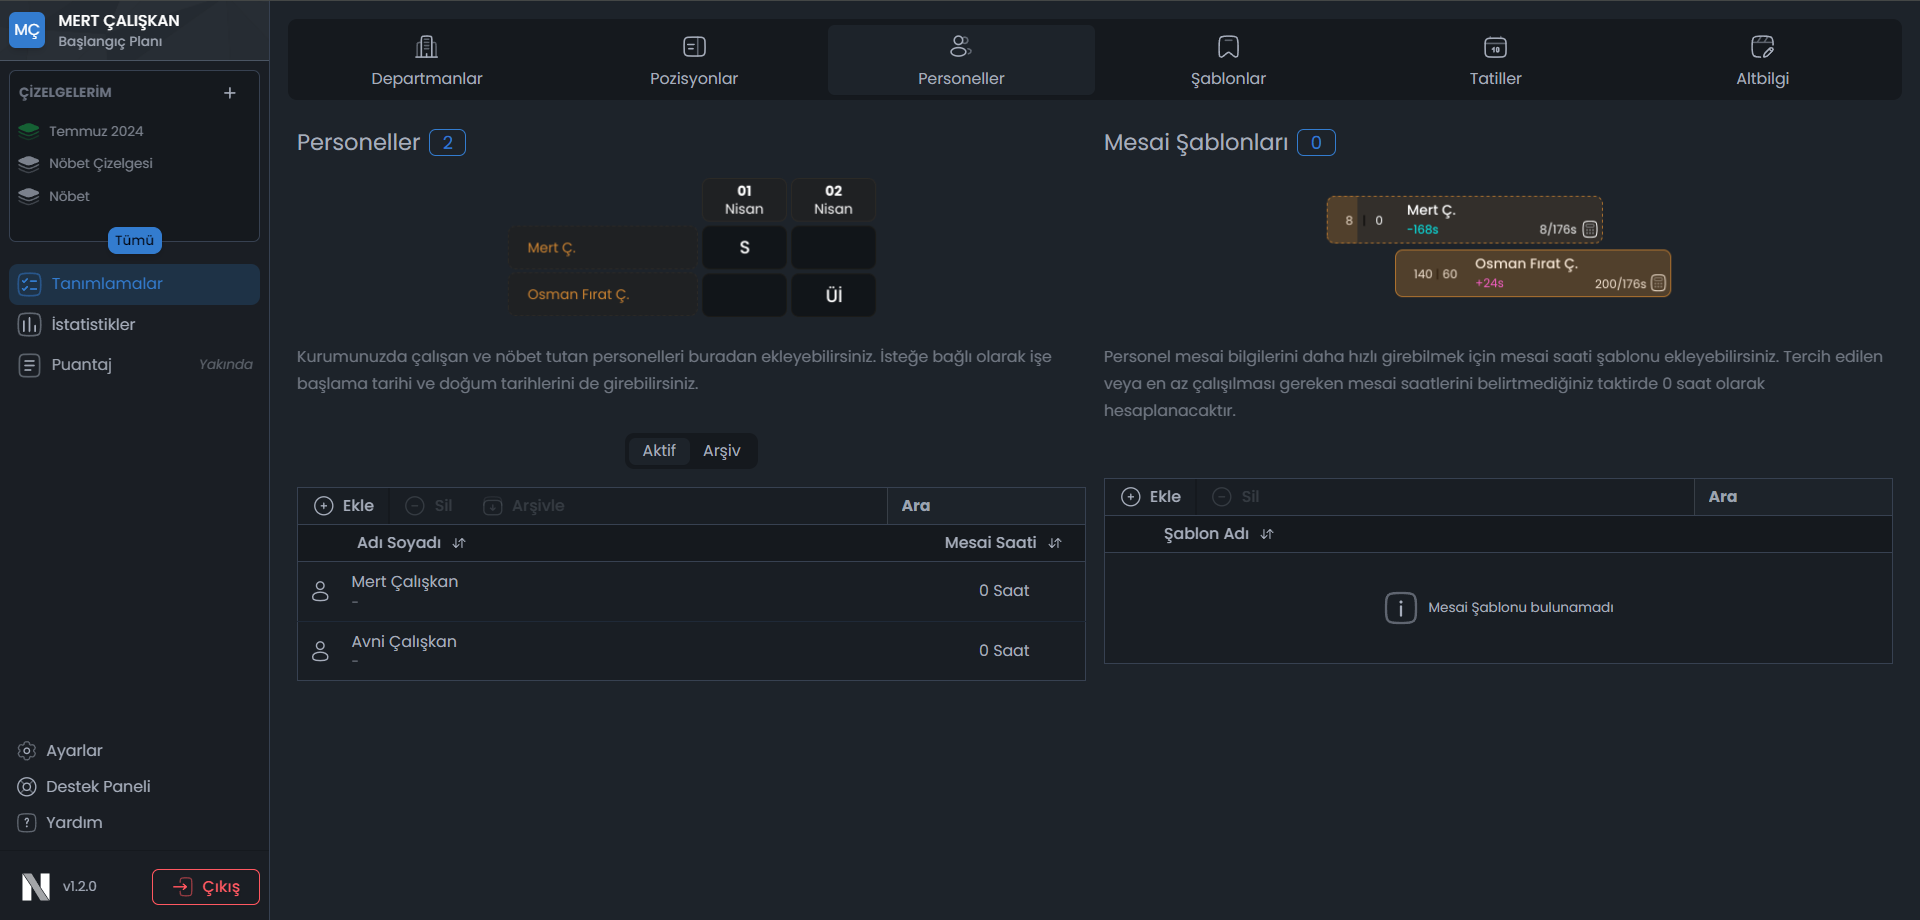 MÇ
MERT ÇALIŞKAN
Başlangıç Planı
ÇİZELGELERİM
Temmuz 2024
Nöbet Çizelgesi
Nöbet
Tümü
Tanımlamalar
İstatistikler
Puantaj Yakında
Ayarlar
Destek Paneli
Yardım
N v1.2.0 Çıkış
Departmanlar Pozisyonlar Personeller Şablonlar 10 Tatiller Altbilgi
Personeller 2
01 Nisan 02 Nisan
Mert Ç. S
Osman Fırat Ç. Üİ
Kurumunuzda çalışan ve nöbet tutan personelleri buradan ekleyebilirsiniz. İsteğe bağlı olarak işe
başlama tarihi ve doğum tarihlerini de girebilirsiniz.
Aktif Arşiv
Ekle Sil Arşivle Ara
Adı Soyadı Mesai Saati
Mert Çalışkan 0 Saat
-
Avni Çalışkan 0 Saat
-
Mesai Şablonları 0
8 | 0 Mert Ç.
-168s 8/176s
140 | 60 Osman Fırat Ç.
+24s 200/176s
Personel mesai bilgilerini daha hızlı girebilmek için mesai saati şablonu ekleyebilirsiniz. Tercih edilen
veya en az çalışılması gereken mesai saatlerini belirtmediğiniz taktirde 0 saat olarak
hesaplanacaktır.
Ekle Sil Ara
Şablon Adı
Mesai Şablonu bulunamadı